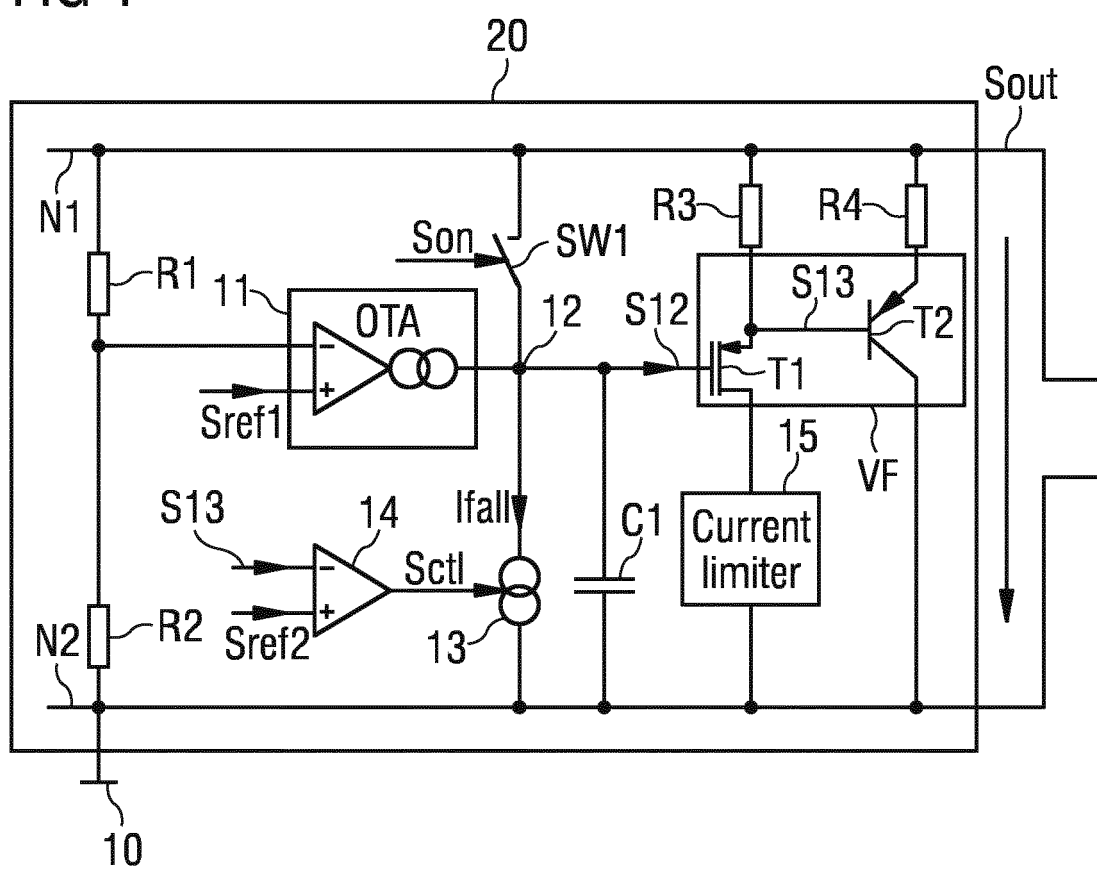 20
Sout
N1
R3
R4
Son
SW1
R1
11
OTA
12
S12
S13
T2
T1
Sref1
15
VF
S13
14
Ifall
C1
Current
limiter
Sctl
Sref2
13
R2
N2
10